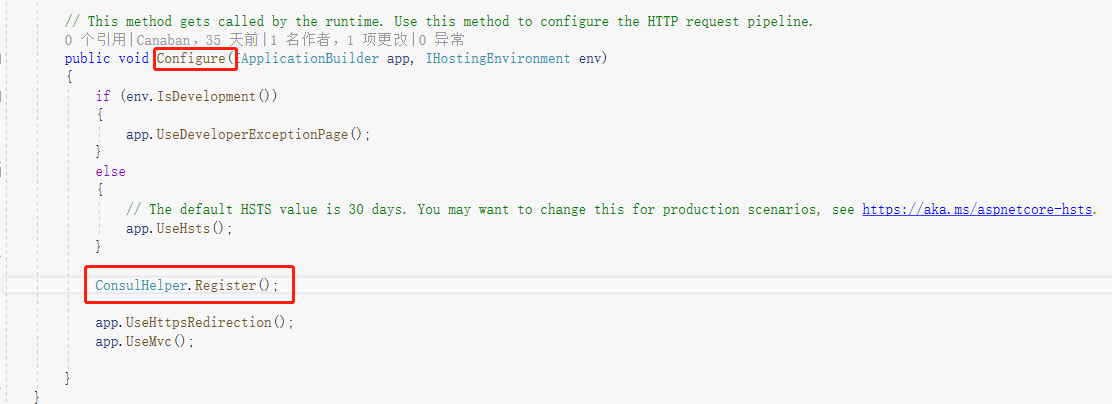 // This method gets called by the runtime. Use this method to configure the HTTP request pipeline.
0 个引用|Canaban，35 天前|1 名作者，1 项更改|0 异常
public void Configure(IApplicationBuilder app, IHostingEnvironment env)
{
if (env.IsDevelopment())
{
app.UseDeveloperExceptionPage();
}
else
{
// The default HSTS value is 30 days. You may want to change this for production scenarios, see https://aka.ms/aspnetcore-hsts.
app.UseHsts();
}
ConsulHelper.Register();
app.UseHttpsRedirection();
app.UseMvc();
}
}